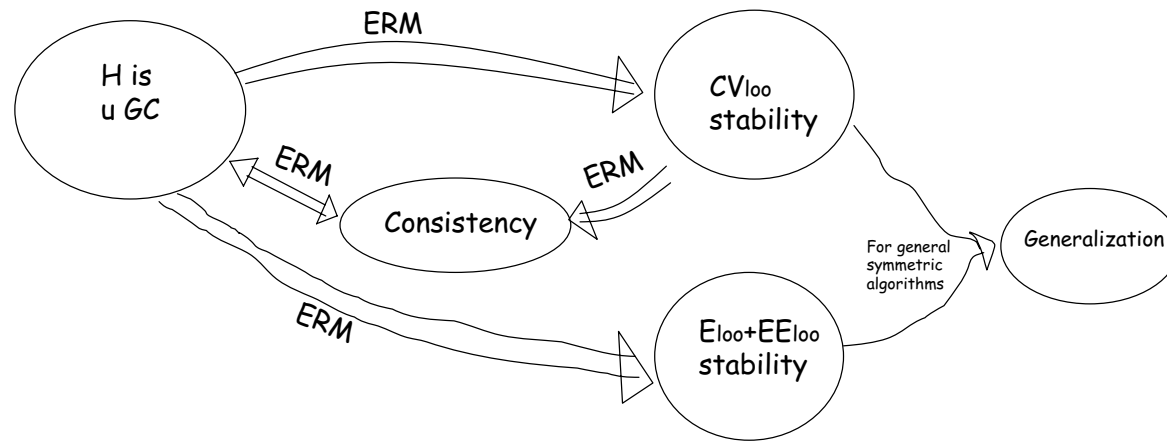 ERM
H is
u GC
CVloo
stability
ERM
ERM
Consistency
For general
symmetric
algorithms
Generalization
ERM
Eloo+EEloo
stability